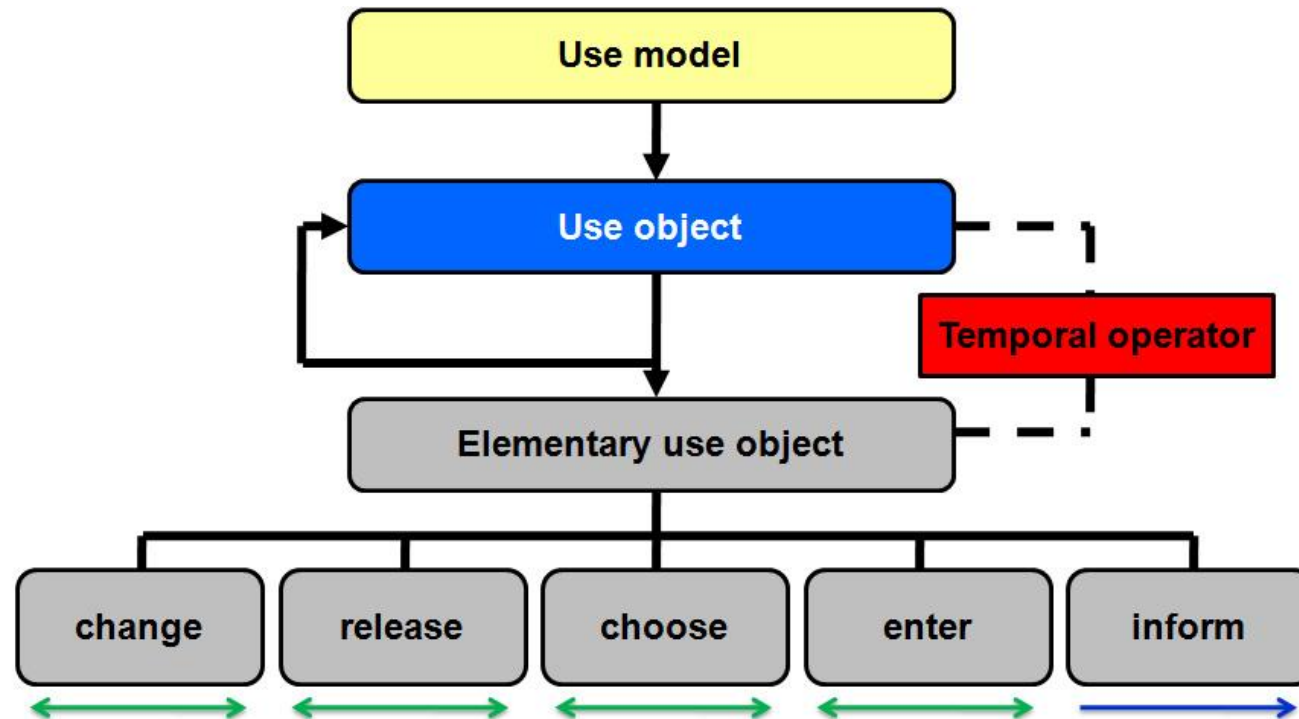 Use model
Use object
Temporal operator
Elementary use object
change
release
choose
enter
inform